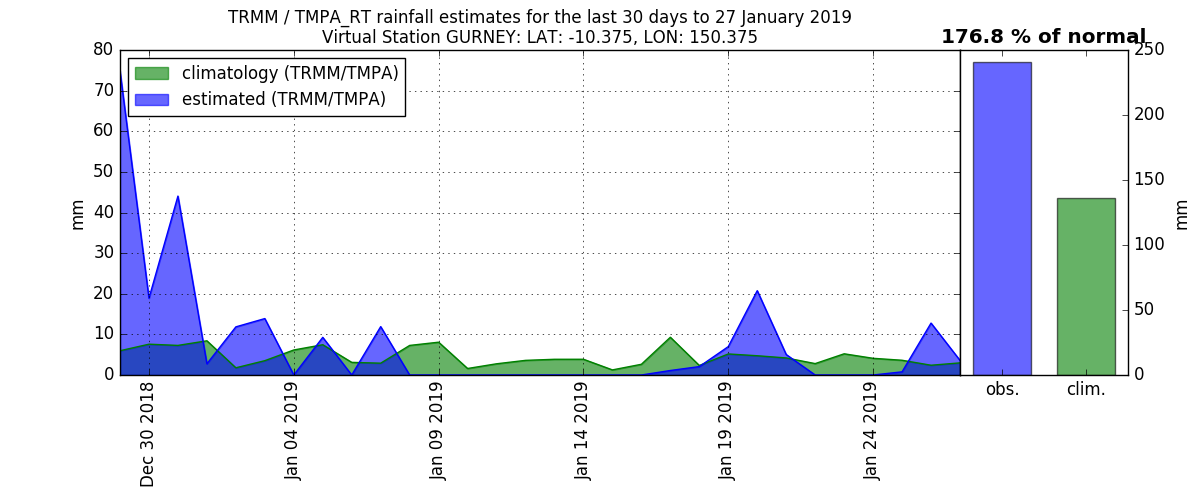 TRMM / TMPA_RT rainfall estimates for the last 30 days to 27 January 2019
Virtual Station GURNEY: LAT: -10.375, LON: 150.375
176.8 % of normal
climatology (TRMM/TMPA)
estimated (TRMM/TMPA)
mm
80
70
60
50
40
30
20
10
0
Dec 30 2018
Jan 04 2019
Jan 09 2019
Jan 14 2019
Jan 19 2019
Jan 24 2019
obs.
clim.
250
200
150
100
50
0
mm